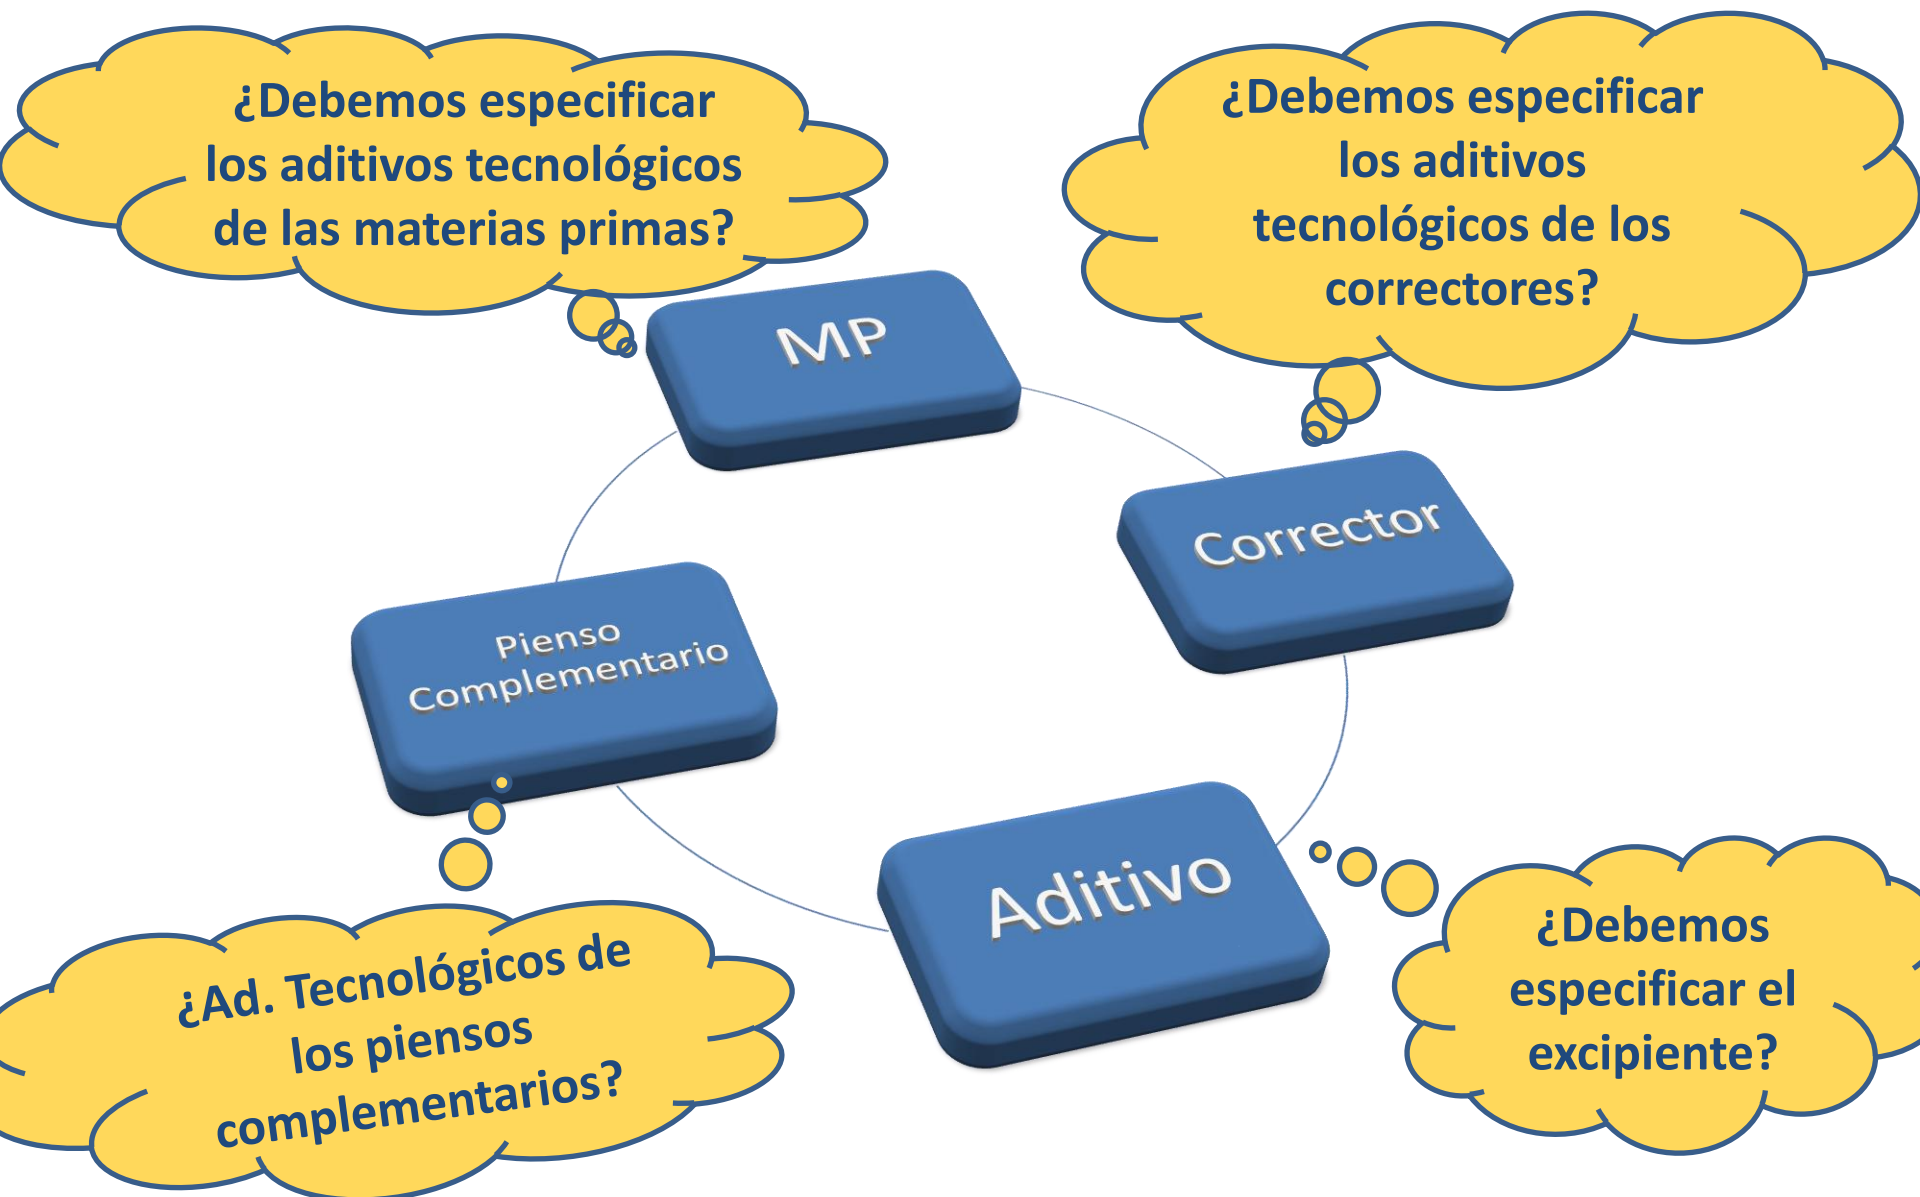 ¿Debemos especificar
los aditivos tecnológicos
de las materias primas?
¿Debemos especificar
los aditivos
tecnológicos de los
correctores?
MP
Corrector
Pienso
Complementario
Aditivo
¿Ad. Tecnológicos de
los piensos
complementarios?
¿Debemos
especificar el
excipiente?